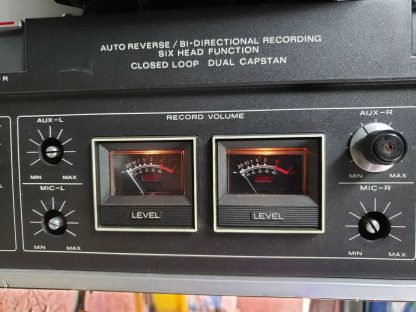 AUTO REVERSE / BI-DIRECTIONAL RECORDING
SIX HEAD FUNCTION
CLOSED LOOP DUAL CAPSTAN
-R
RECORD VOLUME
AUX-L
AUX-R
MIN MAX
MIN MAX
MIC-L
MIC-R
LEVEL
LEVEL
MIN MAX
MIN MAX